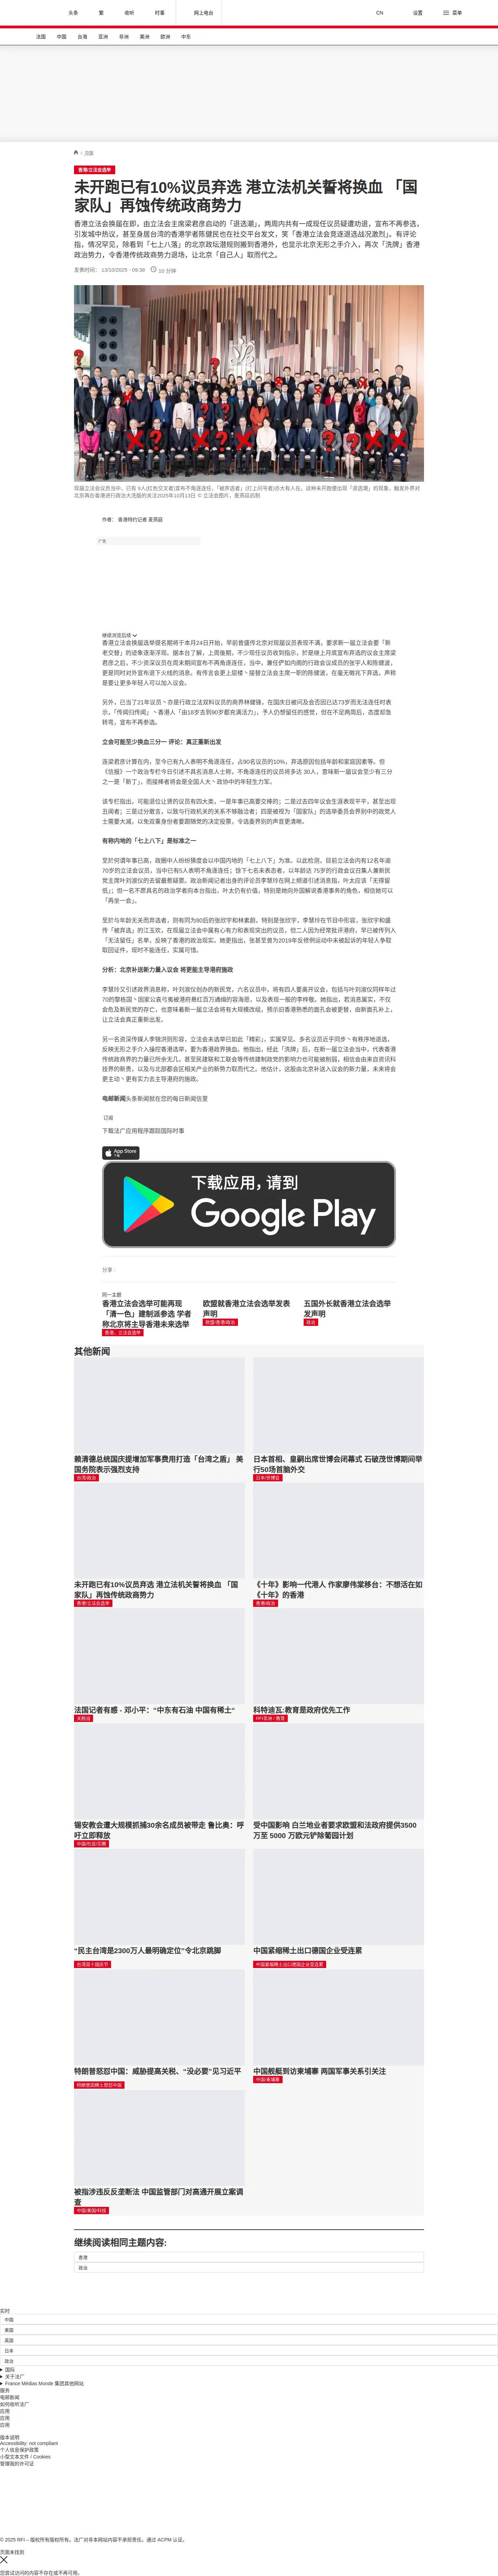 头条
繁
收听
时事
网上电台
CN
设置
菜单
法国
中国
台海
亚洲
非洲
美洲
欧洲
中东
/ 法国
香港/立法会选举
未开跑已有10%议员弃选 港立法机关誓将换血 「国家队」再蚀传统政商势力
香港立法会换届在即，由立法会主席梁君彦启动的「退选潮」，两周内共有一成现任议员疑遭劝退，宣布不再参选，引发城中热议，甚至身居台湾的香港学者陈健民也在社交平台发文，笑「香港立法会竞逐退选战况激烈」。有评论指，情况罕见，除看到「七上八落」的北京政坛潜规则搬到香港外，也显示北京无形之手介入，再次「洗牌」香港政治势力，令香港传统政商势力退场，让北京「自己人」取而代之。
发表时间： 13/10/2025 - 09:38
10 分钟
现届立法会议员当中，已有 9人(红色交叉者)宣布不角逐连任，「被弃选者」(打上问号者)亦大有人在。这种未开跑便出现「退选潮」的现象，触发外界对北京再在香港进行政治大洗版的关注2025年10月13日 © 立法会图片，麦燕庭后制
作者： 香港特约记者 麦燕庭
广告
继续浏览后续
香港立法会换届选举提名期将于本月24日开始，早前曾盛传北京对现届议员表现不满，要求新一届立法会要「新老交替」的迹象逐渐浮现。据本台了解，上周後期，不少现任议员收到指示，於是继上月底宣布弃选的议会主席梁君彦之后，不少资深议员在周末期间宣布不再角逐连任，当中，兼任俨如内阁的行政会议成员的张宇人和陈健波，更是同时对外宣布退下火线的消息。有传言会更上层楼丶接替立法会主席一职的陈健波，在毫无徵兆下弃选，声称是要让更多年轻人可以加入议会。
另外，已当了21年议员丶亦是行政立法双料议员的商界林健锋，在国庆日被问及会否因已达73岁而无法连任时表示，「传闻归传闻」丶香港人「由18岁去到90岁都充满活力」，予人仍想留任的感觉，但在不足两周后，态度却急转弯，宣布不再参选。
立会可能至少换血三分一 评论：真正重新出发
连梁君彦计算在内，至今已有九人表明不角逐连任，占90名议员的10%，弃选原因包括年龄和家庭因素等。但《信报》一个政治专栏今日引述不具名消息人士称，不角逐连任的议员将多达 30人，意味新一届议会至少有三分之一是「新丁」，而接棒者将会是全国人大丶政协中的年轻生力军。
该专栏指出，可能退位让贤的议员有四大类，一是年事已高要交棒的；二是过去四年议会生涯表现平平，甚至出现丑闻者；三是过分敢言，以致与行政机关的关系不够融洽者；四是被视为「国家队」的选举委员会界别中的政党人士需要大减，以免双重身份者要跟随党的决定投票，令选委界别的声音更清晰。
有称内地的「七上八下」是标准之一
至於何谓年事已高，政圈中人纷纷猜度会以中国内地的「七上八下」为准。以此检测，目前立法会内有12名年逾70岁的立法会议员，当中已有5人表明不角逐连任；馀下七名未表态者，以年龄达 75岁的行政会议召集人兼新民党主席叶刘淑仪的去留最惹疑窦。政治新闻记者出身的评论员李慧玲在网上频道引述消息指，叶太应该「无得留低」；但一名不愿具名的政治学者向本台指出，叶太仍有价值，特别是她向外国解说香港事务的角色，相信她可以「再坐一会」。
至於与年龄无关而弃选者，则有同为80后的张欣宇和林素蔚。特别是张欣宇，李慧玲在节目中形容，张欣宇和盛传「被弃选」的江玉欢，在现届立法会中属有心有力和表现突出的议员，但二人因为经常批评港府，早已被传列入「无法留任」名单，反映了香港的政治现实。她更指出，张甚至曾为2019年反修例运动中未被起诉的年轻人争取取回证件，现时不能连任，实属可惜。
分析：北京补送新力量入议会 将更能主导港府施政
李慧玲又引述政界消息称，叶刘淑仪创办的新民党，六名议员中，将有四人要离开议会，包括与叶刘淑仪同样年过70的黎栋国丶因家公袁弓夷被港府悬红百万通缉的容海恩，以及表现一般的李梓敬。她指出，若消息属实，不仅会危及新民党的存亡，也意味着新一届立法会将有大规模改组，预示旧香港熟悉的面孔会被更替，由新面孔补上，让立法会真正重新出发。
另一名资深传媒人李锦洪则形容，立法会未选举已如此「精彩」，实属罕见。多名议员近乎同步丶有秩序地退选，反映无形之手介入操控香港选举，要为香港政界换血。他指出，经此「洗牌」后，在新一届立法会当中，代表香港传统政商界的力量已所余无几，甚至民建联和工联会等传统建制政党的影响力也可能被削弱，相信会由来自资讯科技界的新贵，以及与北部都会区相关产业的新势力取而代之。他估计，这股由北京补送入议会的新力量，未来将会更主动丶更有实力去主导港府的施政。
电邮新闻头条新闻就在您的每日新闻信里
订阅
下载法广应用程序跟踪国际时事
App Store
下载
下载应用，请到
Google Play
分享 :
同一主题
香港立法会选举可能再现「清一色」建制派参选 学者称北京将主导香港未来选举
香港，立法会选举
欧盟就香港立法会选举发表声明
欧盟/香港/政治
五国外长就香港立法会选举发声明
政治
其他新闻
赖清德总统国庆提增加军事费用打造「台湾之盾」 美国务院表示强烈支持
台湾/政治
日本首相、皇嗣出席世博会闭幕式 石破茂世博期间举行50场首脑外交
日本/世博会
未开跑已有10%议员弃选 港立法机关誓将换血 「国家队」再蚀传统政商势力
香港/立法会选举
《十年》影响一代港人 作家廖伟棠移台：不想活在如《十年》的香港
香港/政治
法国记者有感 - 邓小平：“中东有石油 中国有稀土”
关税战
科特迪瓦:教育是政府优先工作
RFI非洲 / 教育
锡安教会遭大规模抓捕30余名成员被带走 鲁比奥：呼吁立即释放
中国/社会/宗教
受中国影响 白兰地业者要求欧盟和法政府提供3500万至 5000 万欧元铲除葡园计划
“民主台湾是2300万人最明确定位”令北京跳脚
台湾双十国庆节
中国紧缩稀土出口德国企业受连累
中国紧缩稀土出口德国企业受连累
特朗普怒怼中国：威胁提高关税、“没必要”见习近平
特朗普因稀土怒怼中国
中国舰艇到访柬埔寨 两国军事关系引关注
中国/柬埔寨
被指涉违反反垄断法 中国监管部门对高通开展立案调查
中国/美国/科技
继续阅读相同主题内容:
香港
政治
实时
中国
泰国
美国
日本
政治
国际
关于法广
France Médias Monde 集团其他网站
服务
电邮新闻
如何收听法广
应用
应用
应用
版本说明
Accessibility: not compliant
个人信息保护政策
小型文本文件 / Cookies
管理我的许可证
© 2025 RFI – 版权所有版权所有。法广对非本网站内容不承担责任。通过 ACPM 认证。
页面未找到
您尝试访问的内容不存在或不再可用。